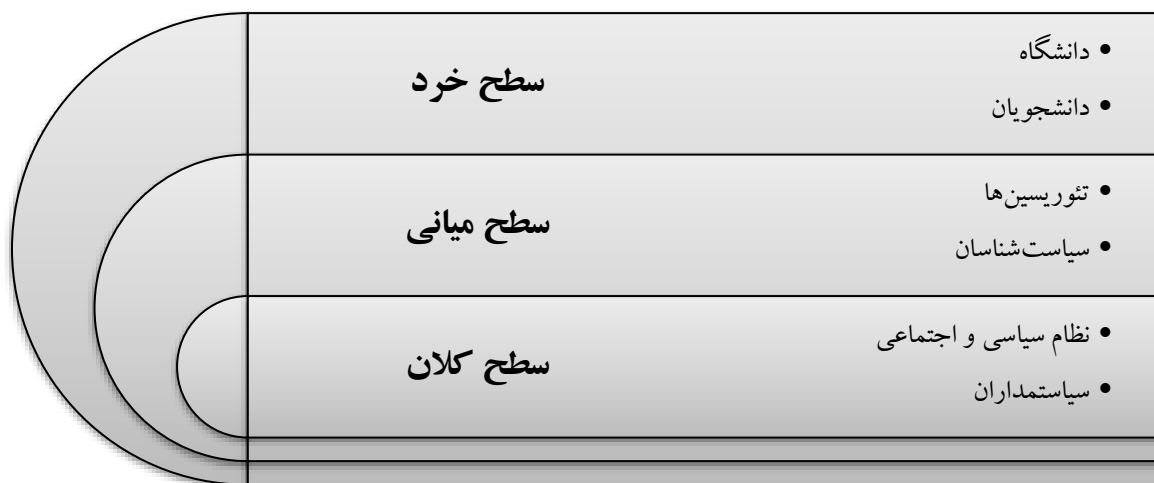 سطح خرد
• دانشگاه
• دانشجویان
سطح میانی
• تئوریسین‌ها
• سیاست‌شناسان
سطح کلان
• نظام سیاسی و اجتماعی
• سیاستمداران